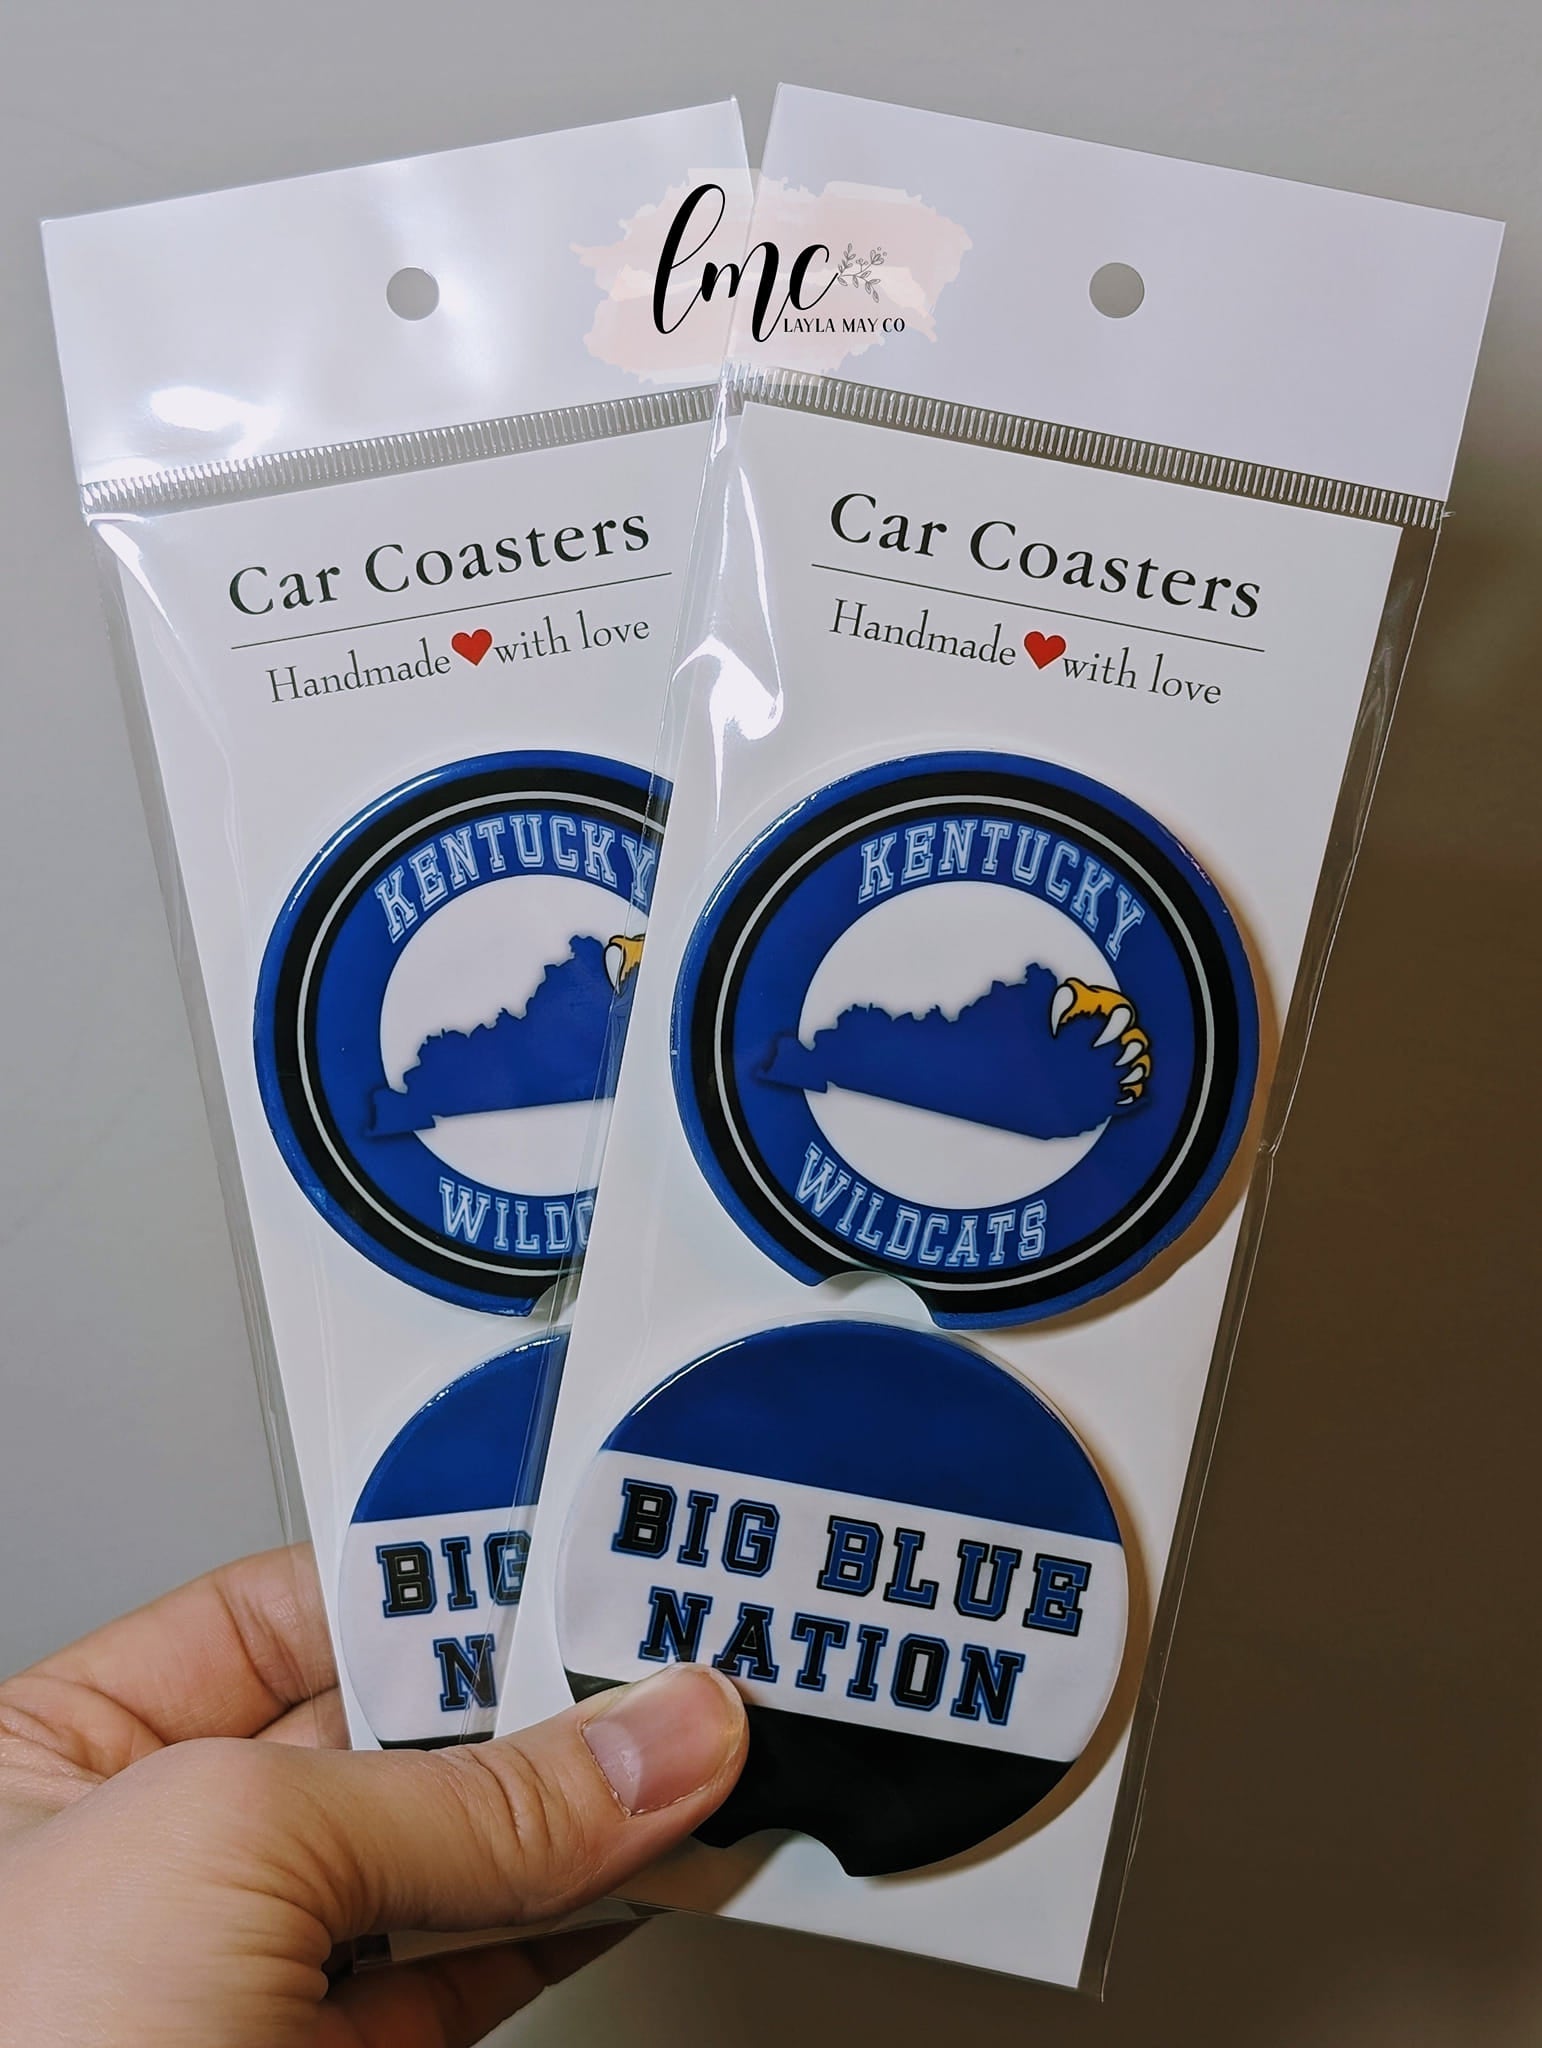 lmc
LAYLA MAY CO
Car Coasters
Handmade ❤ with love
KENTUCKY
WILDC
BIG
N
Car Coasters
Handmade ❤ with love
KENTUCKY
WILDCATS
BIG BLUE
NATION